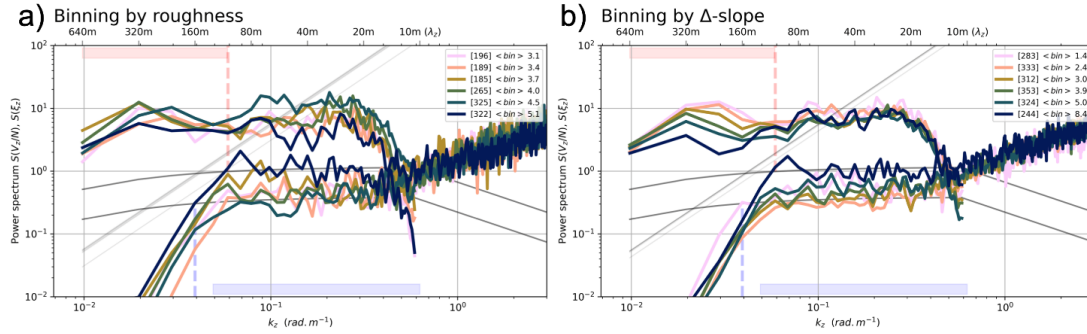 a) Binning by roughness
640m 320m 160m 80m 40m 20m 10m (λz)
10²
10¹
10⁰
10⁻¹
10⁻²
Power spectrum S(Vz/N), S(ξz)
[196] < bin > 3.1
[189] < bin > 3.4
[185] < bin > 3.7
[265] < bin > 4.0
[325] < bin > 4.5
[322] < bin > 5.1
10⁻² 10⁻¹ 10⁰
kz (rad. m⁻¹)
b) Binning by Δ-slope
640m 320m 160m 80m 40m 20m 10m (λz)
10²
10¹
10⁰
10⁻¹
10⁻²
Power spectrum S(Vz/N), S(ξz)
[283] < bin > 1.4
[333] < bin > 2.4
[312] < bin > 3.0
[353] < bin > 3.9
[324] < bin > 5.0
[244] < bin > 8.4
10⁻² 10⁻¹ 10⁰
kz (rad. m⁻¹)